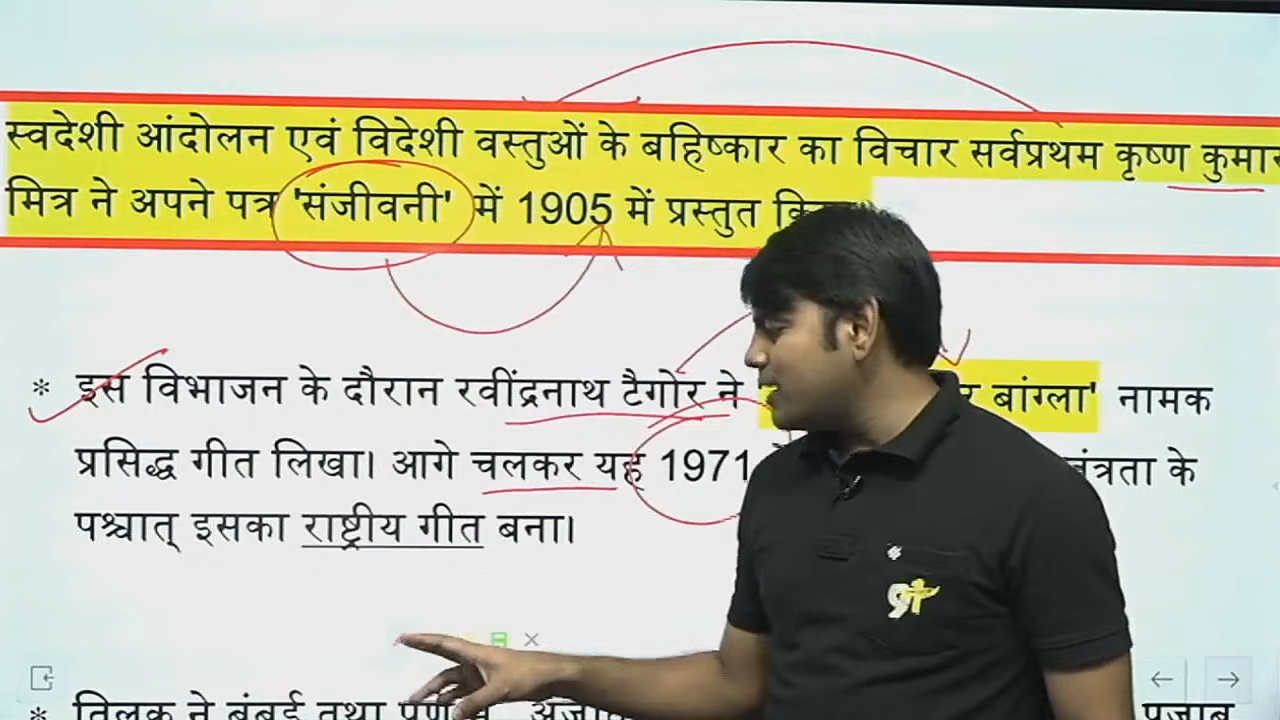 स्वदेशी आंदोलन एवं विदेशी वस्तुओं के बहिष्कार का विचार सर्वप्रथम कृष्ण कुमार
मित्र ने अपने पत्र 'संजीवनी' में 1905 में प्रस्तुत
* इस विभाजन के दौरान रवींद्रनाथ टैगोर ने बांग्ला' नामक
प्रसिद्ध गीत लिखा। आगे चलकर यह 1971 के
पश्चात् इसका राष्ट्रीय गीत बना।
* तिलक ने बंबई तथा